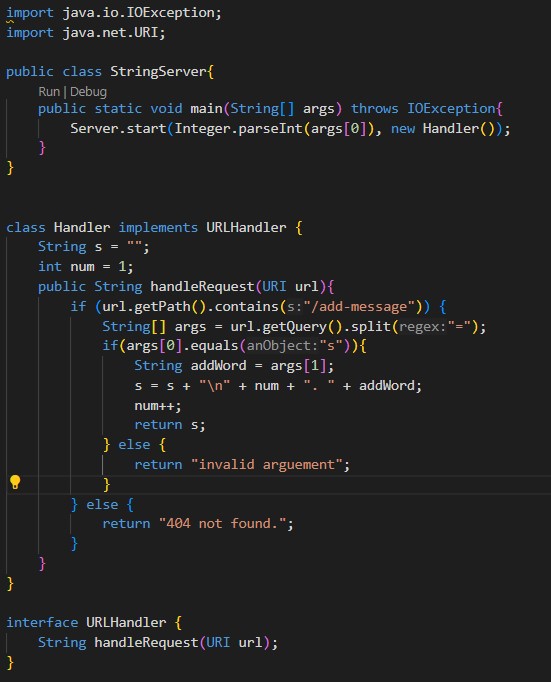 import java.io.IOException;
import java.net.URI;

public class StringServer{
Run | Debug
    public static void main(String[] args) throws IOException{
        Server.start(Integer.parseInt(args[0]), new Handler());
    }
}

class Handler implements URLHandler {
    String s = "";
    int num = 1;
    public String handleRequest(URI url){
        if (url.getPath().contains(s:"/add-message")) {
            String[] args = url.getQuery().split(regex:"=");
            if(args[0].equals(anObject:"s")){
                String addWord = args[1];
                s = s + "\n" + num + ". " + addWord;
                num++;
                return s;
            } else {
                return "invalid arguement";
            }
        } else {
            return "404 not found.";
        }
    }
}

interface URLHandler {
    String handleRequest(URI url);
}